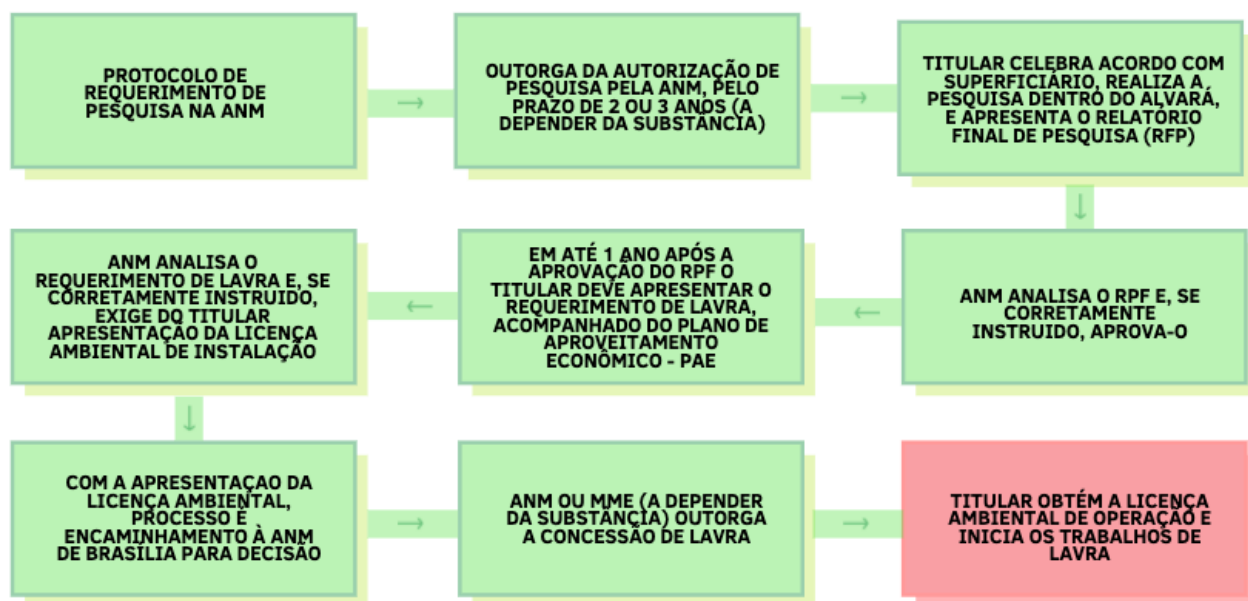 PROTOCOLO DE
REQUERIMENTO DE
PESQUISA NA ANM
OUTORGA DA AUTORIZAÇÃO DE
PESQUISA PELA ANM, PELO
PRAZO DE 2 OU 3 ANOS (A
DEPENDER DA SUBSTÂNCIA)
TITULAR CELEBRA ACORDO COM
SUPERFICIÁRIO, REALIZA A
PESQUISA DENTRO DO ALVARÁ,
E APRESENTA O RELATÓRIO
FINAL DE PESQUISA (RFP)
ANM ANALISA O RPF E, SE
CORRETAMENTE
INSTRUIDO, APROVA-O
EM ATÉ 1 ANO APÓS A
APROVAÇÃO DO RPF O
TITULAR DEVE APRESENTAR O
REQUERIMENTO DE LAVRA,
ACOMPANHADO DO PLANO DE
APROVEITAMENTO
ECONÔMICO - PAE
ANM ANALISA O
REQUERIMENTO DE LAVRA E, SE
CORRETAMENTE INSTRUIDO,
EXIGE DO TITULAR
APRESENTAÇÃO DA LICENÇA
AMBIENTAL DE INSTALAÇÃO
COM A APRESENTAÇAO DA
LICENÇA AMBIENTAL,
PROCESSO É
ENCAMINHAMENTO À ANM
DE BRASÍLIA PARA DECISÃO
ANM OU MME (A DEPENDER
DA SUBSTÂNCIA) OUTORGA
A CONCESSÃO DE LAVRA
TITULAR OBTÉM A LICENÇA
AMBIENTAL DE OPERAÇÃO E
INICIA OS TRABALHOS DE
LAVRA